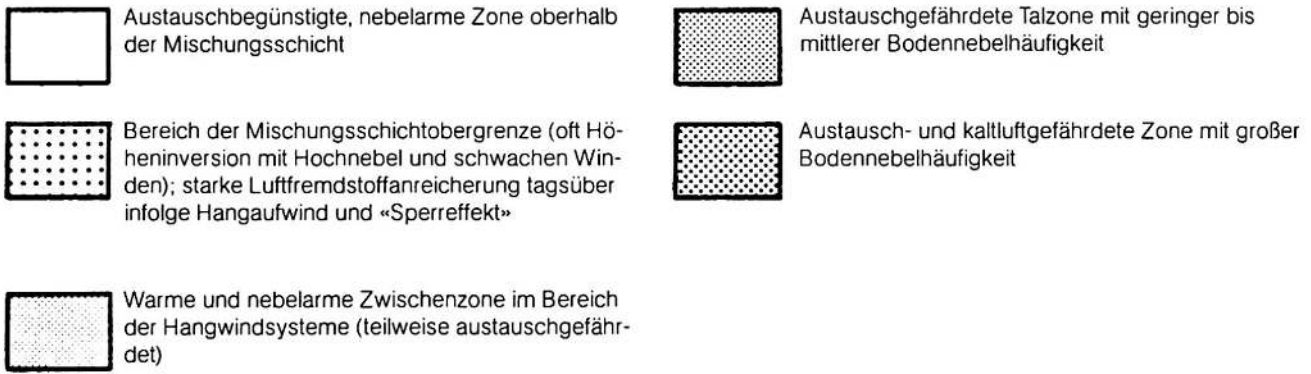 Austauschbegünstigte, nebelarme Zone oberhalb
der Mischungsschicht
Bereich der Mischungsschichtobergrenze (oft Hö-
heninversion mit Hochnebel und schwachen Win-
den); starke Luftfremdstoffanreicherung tagsüber
infolge Hangaufwind und «Sperreffekt»
Warme und nebelarme Zwischenzone im Bereich
der Hangwindsysteme (teilweise austauschgefähr-
det)
Austauschgefährdete Talzone mit geringer bis
mittlerer Bodennebelhäufigkeit
Austausch- und kaltluftgefährdete Zone mit großer
Bodennebelhäufigkeit